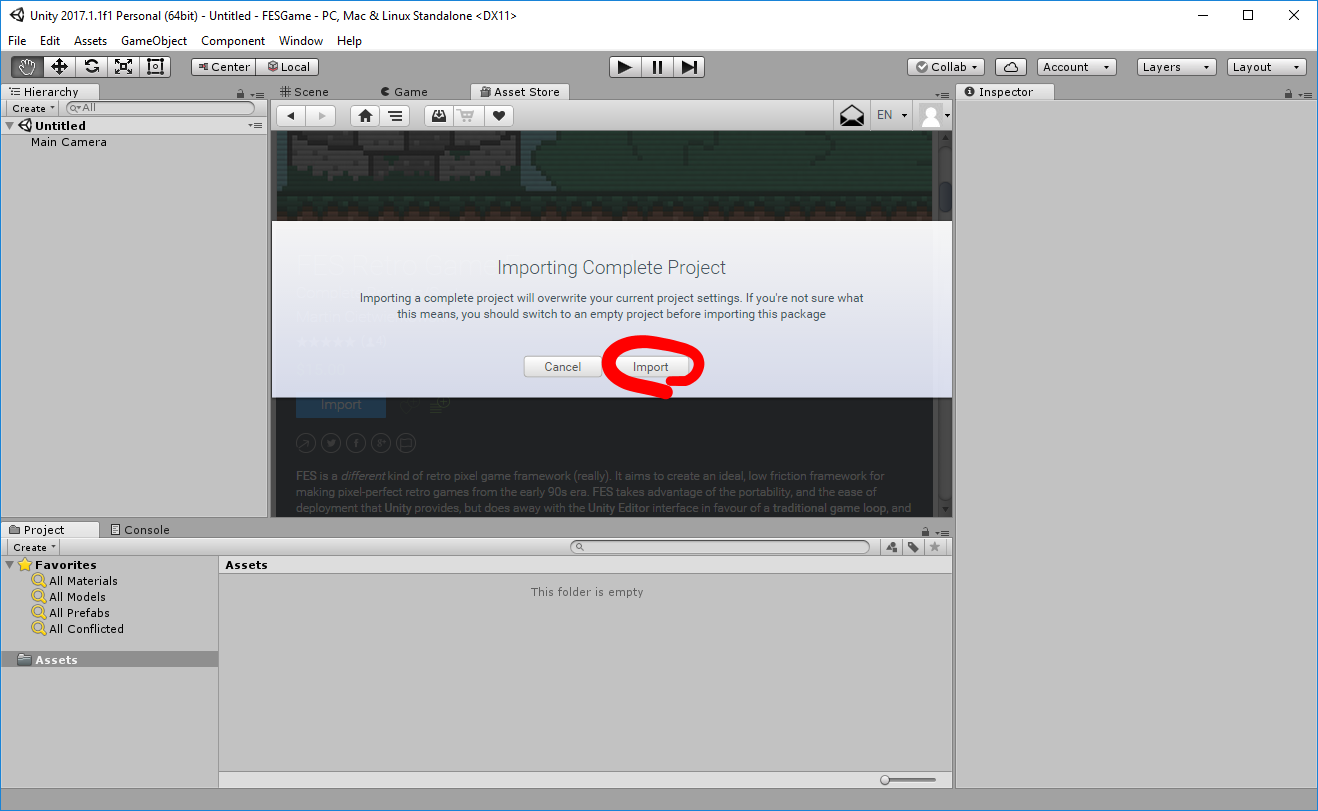 Unity 2017.1.1f1 Personal (64bit) - Untitled - FESGame - PC, Mac & Linux Standalone <DX11>
File Edit Assets GameObject Component Window Help
Center Local Collab Account Layers Layout
Hierarchy Scene Game Asset Store Inspector
Create All
EN
Untitled
Main Camera
Importing Complete Project
Importing a complete project will overwrite your current project settings. If you're not sure what
this means, you should switch to an empty project before importing this package
Cancel Import
Import
FES is a different kind of retro pixel game framework (really). It aims to create an ideal, low friction framework for
making pixel-perfect retro games from the early 90s era. FES takes advantage of the portability, and the ease of
deployment that Unity provides, but does away with the Unity Editor interface in favour of a traditional game loop, and
Project Console
Create
Favorites
All Materials
All Models
All Prefabs
All Conflicted
Assets
Assets
This folder is empty